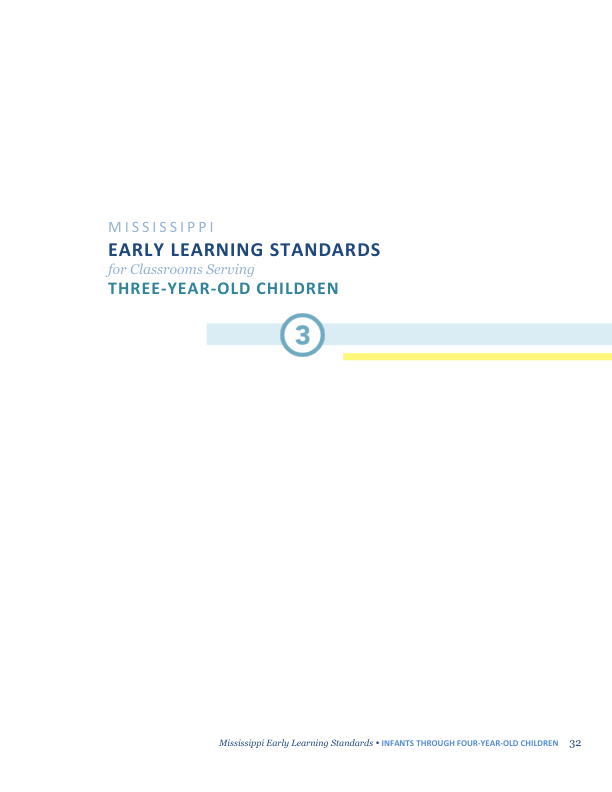 MISSISSIPPI
EARLY LEARNING STANDARDS
for Classrooms Serving
THREE-YEAR-OLD CHILDREN
3
Mississippi Early Learning Standards • INFANTS THROUGH FOUR-YEAR-OLD CHILDREN 32